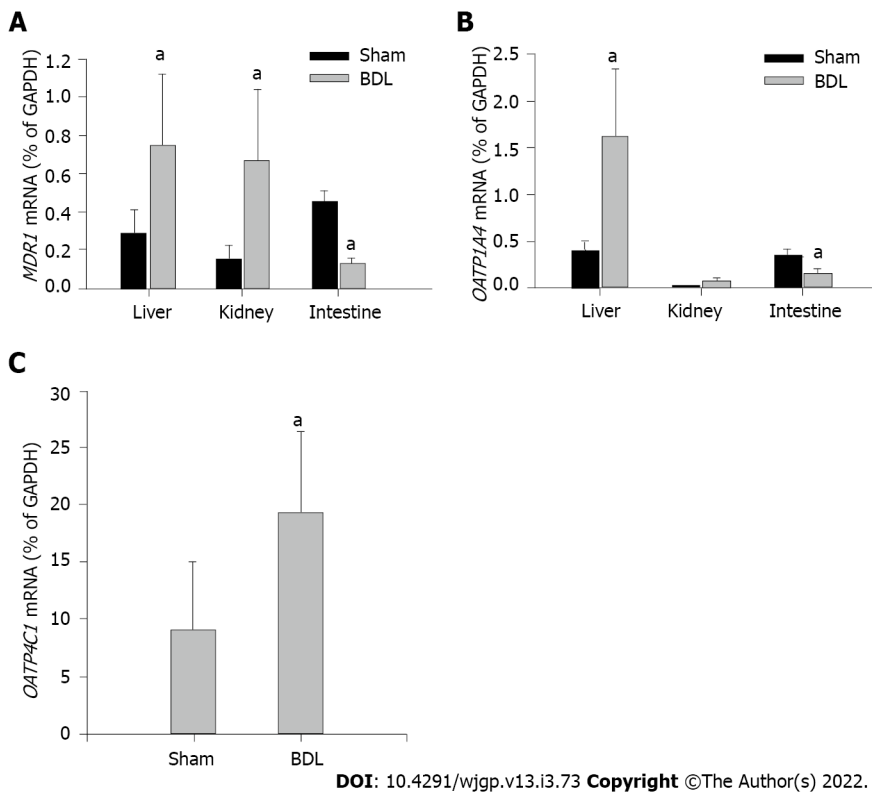 A
MDR1 mRNA (% of GAPDH)
1.2
1.0
0.8
0.6
0.4
0.2
0.0
a
a
a
Sham
BDL
Liver
Kidney
Intestine
B
OATP1A4 mRNA (% of GAPDH)
2.5
2.0
1.5
1.0
0.5
0.0
a
a
Sham
BDL
Liver
Kidney
Intestine
C
OATP4C1 mRNA (% of GAPDH)
30
25
20
15
10
5
0
a
Sham
BDL
DOI: 10.4291/wjgp.v13.i3.73 Copyright ©The Author(s) 2022.